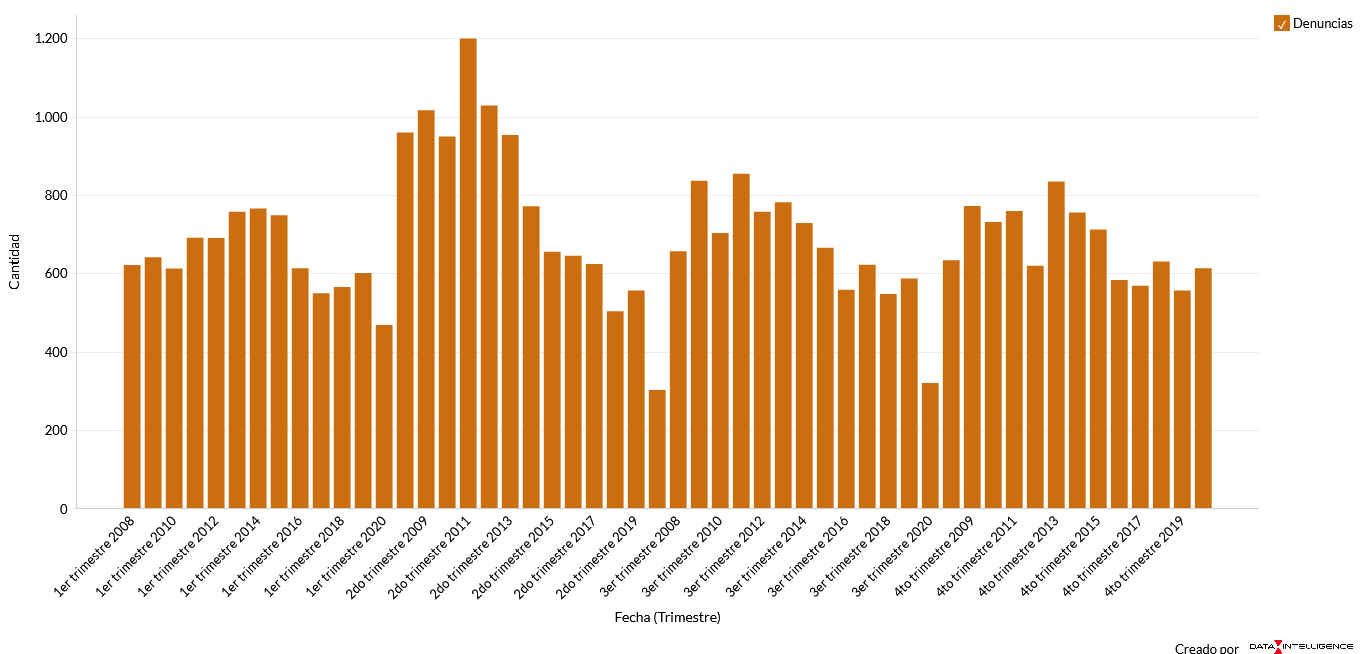 Denuncias
1.200
1.000
800
600
400
200
0
Cantidad
1er trimestre 2008
1er trimestre 2010
1er trimestre 2012
1er trimestre 2014
1er trimestre 2016
1er trimestre 2018
1er trimestre 2020
2do trimestre 2009
2do trimestre 2011
2do trimestre 2013
2do trimestre 2015
2do trimestre 2017
2do trimestre 2019
3er trimestre 2008
3er trimestre 2010
3er trimestre 2012
3er trimestre 2014
3er trimestre 2016
3er trimestre 2018
3er trimestre 2020
4to trimestre 2009
4to trimestre 2011
4to trimestre 2013
4to trimestre 2015
4to trimestre 2017
4to trimestre 2019
Fecha (Trimestre)
Creado por DATA INTELLIGENCE